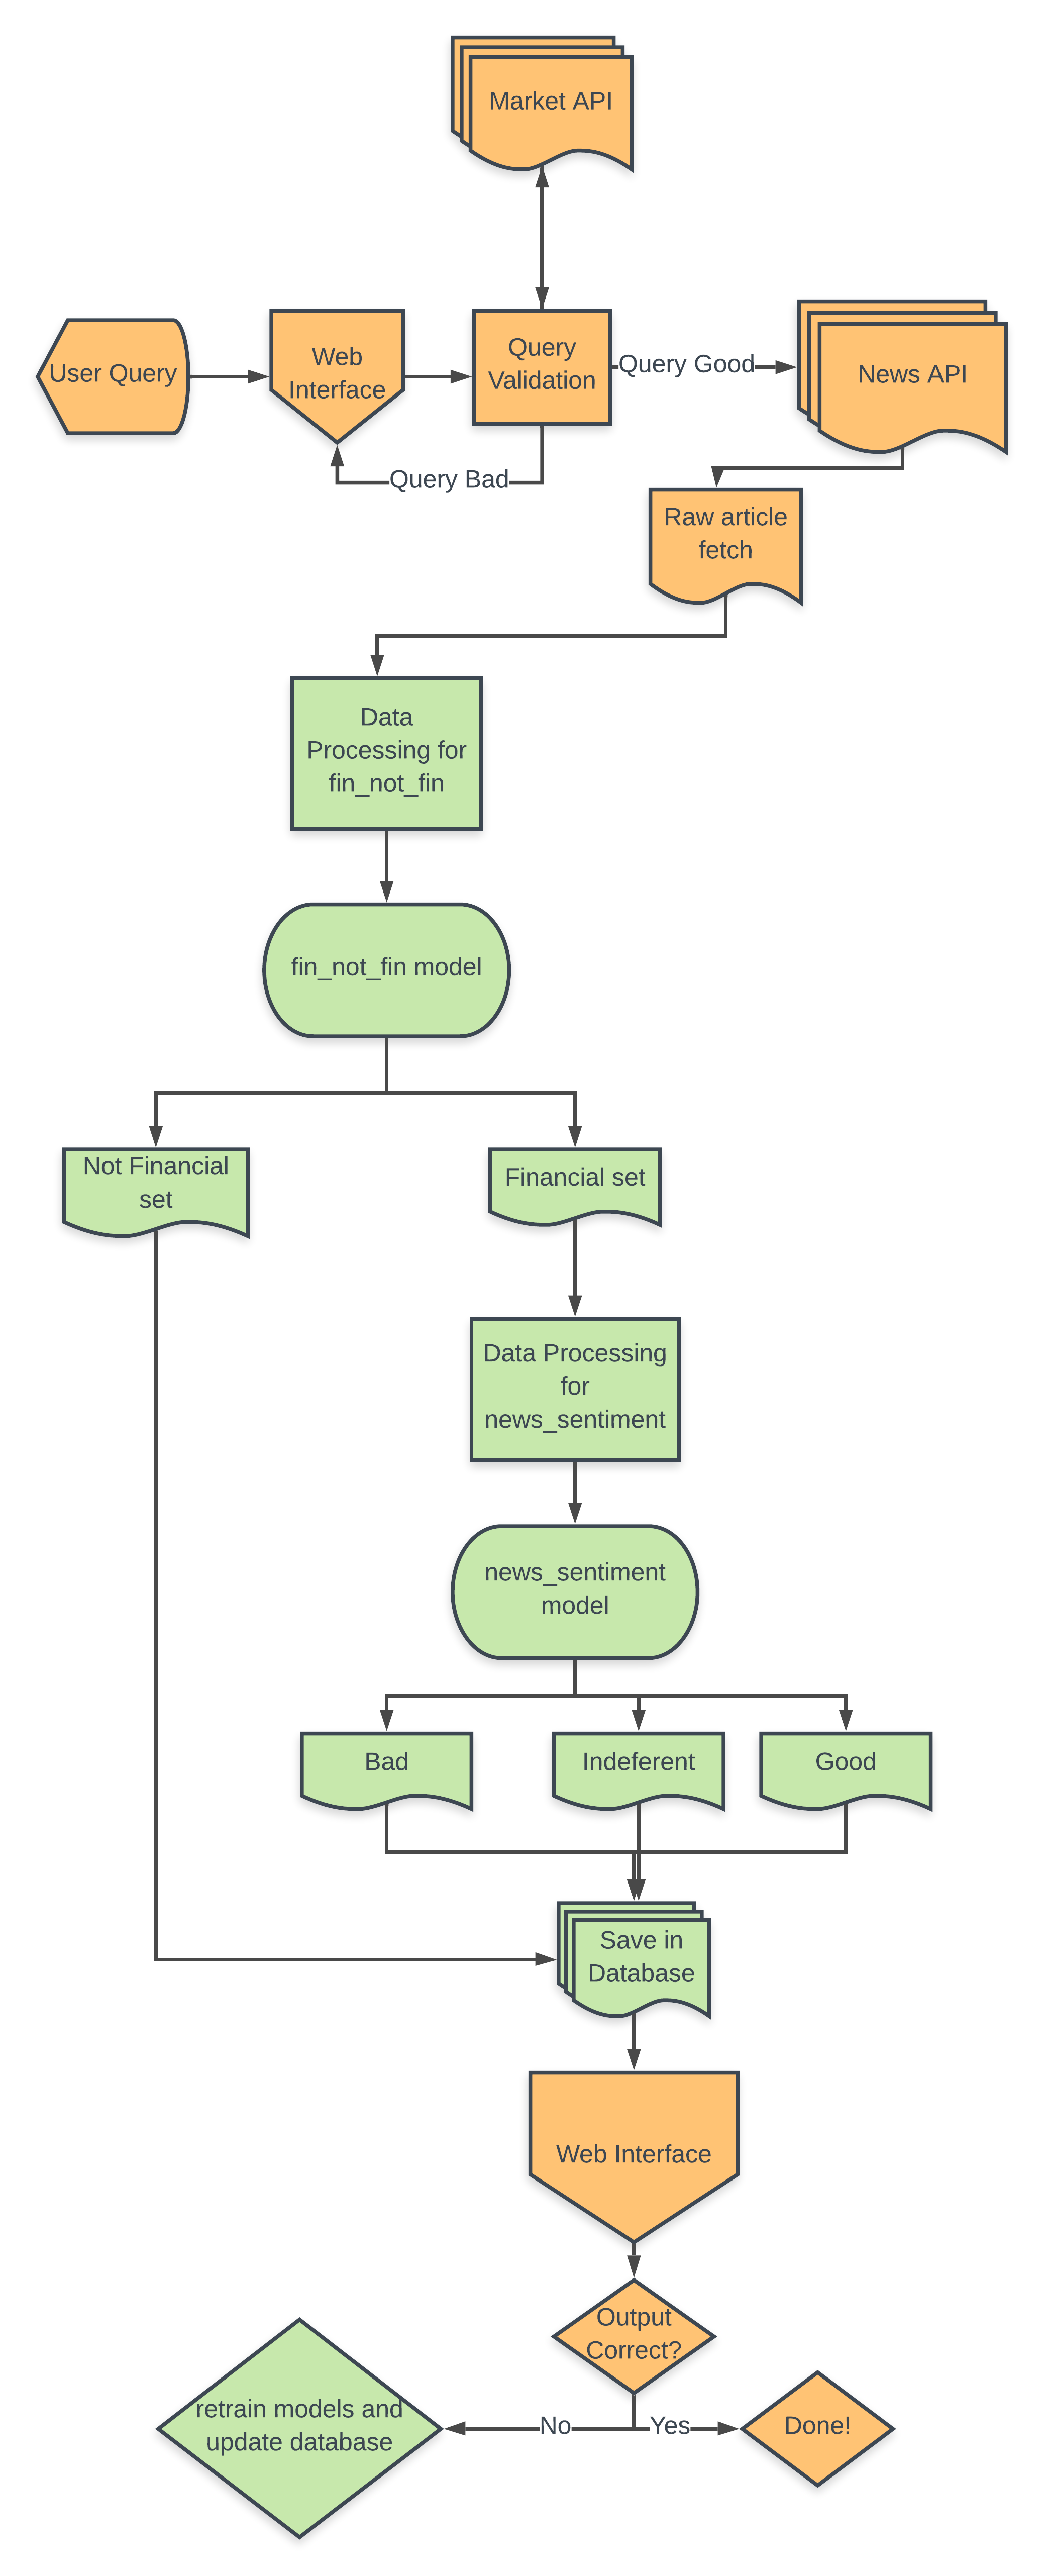 Market API
User Query
Web
Interface
Query
Validation
Query Good
News API
Query Bad
Raw article
fetch
Data
Processing for
fin_not_fin
fin_not_fin model
Not Financial
set
Financial set
Data Processing
for
news_sentiment
news_sentiment
model
Bad
Indeferent
Good
Save in
Database
Web Interface
Output
Correct?
retrain models and
update database
No
Yes
Done!